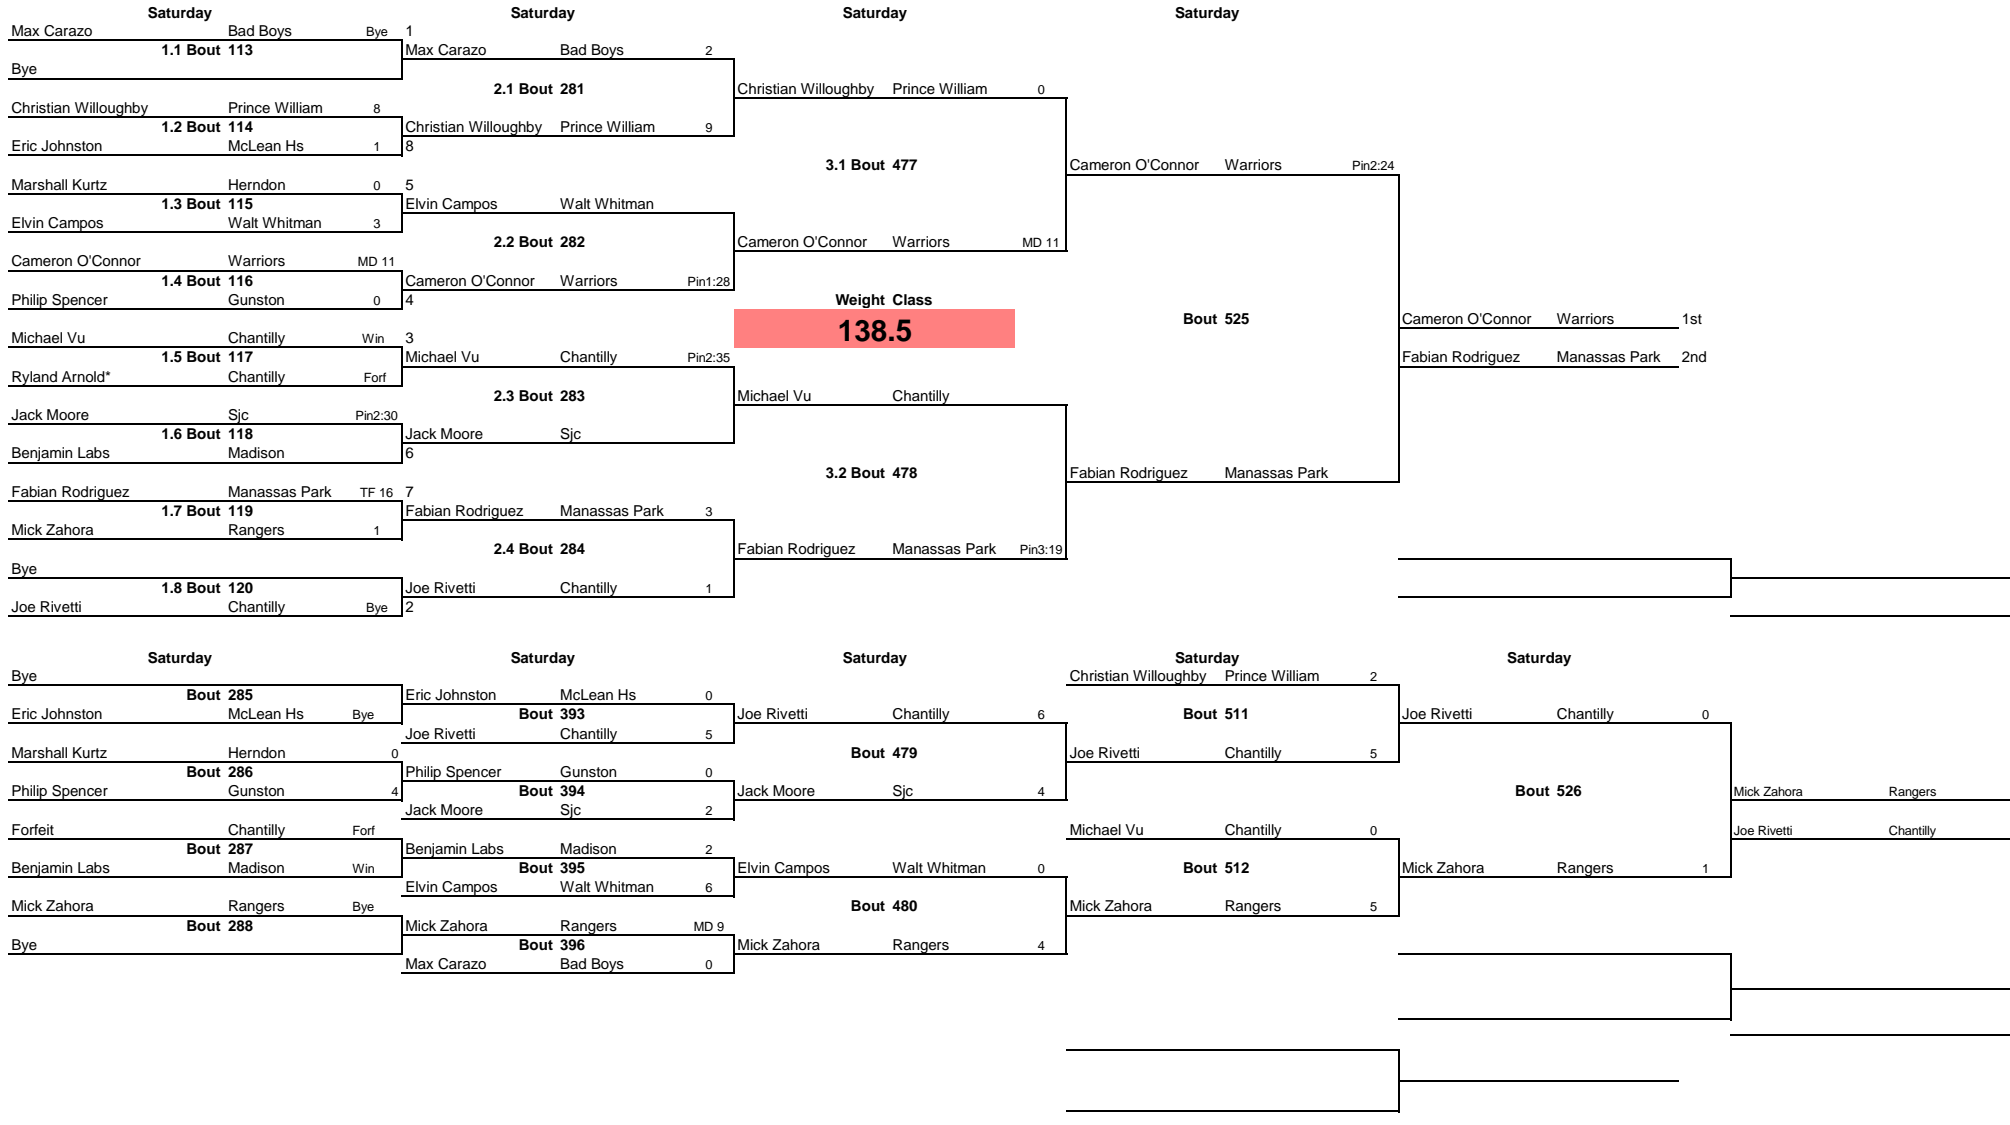 Saturday Saturday Saturday Saturday
Max Carazo Bad Boys Bye 1
1.1 Bout 113 Max Carazo Bad Boys 2
Bye
2.1 Bout 281 Christian Willoughby Prince William 0
Christian Willoughby Prince William 8
1.2 Bout 114 Christian Willoughby Prince William 9
Eric Johnston McLean Hs 1 8
3.1 Bout 477 Cameron O'Connor Warriors Pin2:24
Marshall Kurtz Herndon 0 5
1.3 Bout 115 Elvin Campos Walt Whitman
Elvin Campos Walt Whitman 3
2.2 Bout 282 Cameron O'Connor Warriors MD 11
Cameron O'Connor Warriors MD 11
1.4 Bout 116 Cameron O'Connor Warriors Pin1:28
Philip Spencer Gunston 0 4 Weight Class
Bout 525 Cameron O'Connor Warriors 1st
138.5
Michael Vu Chantilly Win 3
1.5 Bout 117 Michael Vu Chantilly Pin2:35 Fabian Rodriguez Manassas Park 2nd
Ryland Arnold* Chantilly Forf
2.3 Bout 283 Michael Vu Chantilly
Jack Moore Sjc Pin2:30
1.6 Bout 118 Jack Moore Sjc
Benjamin Labs Madison 6
3.2 Bout 478 Fabian Rodriguez Manassas Park
Fabian Rodriguez Manassas Park TF 16 7
1.7 Bout 119 Fabian Rodriguez Manassas Park 3
Mick Zahora Rangers 1
2.4 Bout 284 Fabian Rodriguez Manassas Park Pin3:19
Bye
1.8 Bout 120 Joe Rivetti Chantilly 1
Joe Rivetti Chantilly Bye 2
Saturday Saturday Saturday Saturday Saturday
Bye Christian Willoughby Prince William 2
Bout 285 Eric Johnston McLean Hs 0
Eric Johnston McLean Hs Bye Bout 393 Joe Rivetti Chantilly 6 Bout 511 Joe Rivetti Chantilly 0
Joe Rivetti Chantilly 5
Marshall Kurtz Herndon 0 Bout 479 Joe Rivetti Chantilly 5
Bout 286 Philip Spencer Gunston 0
Philip Spencer Gunston 4 Bout 394 Jack Moore Sjc 4 Bout 526 Mick Zahora Rangers
Jack Moore Sjc 2
Forfeit Chantilly Forf Michael Vu Chantilly 0 Joe Rivetti Chantilly
Bout 287 Benjamin Labs Madison 2
Benjamin Labs Madison Win Bout 395 Elvin Campos Walt Whitman 0 Bout 512 Mick Zahora Rangers 1
Elvin Campos Walt Whitman 6
Mick Zahora Rangers Bye Bout 480 Mick Zahora Rangers 5
Bout 288 Mick Zahora Rangers MD 9
Bye Bout 396 Mick Zahora Rangers 4
Max Carazo Bad Boys 0